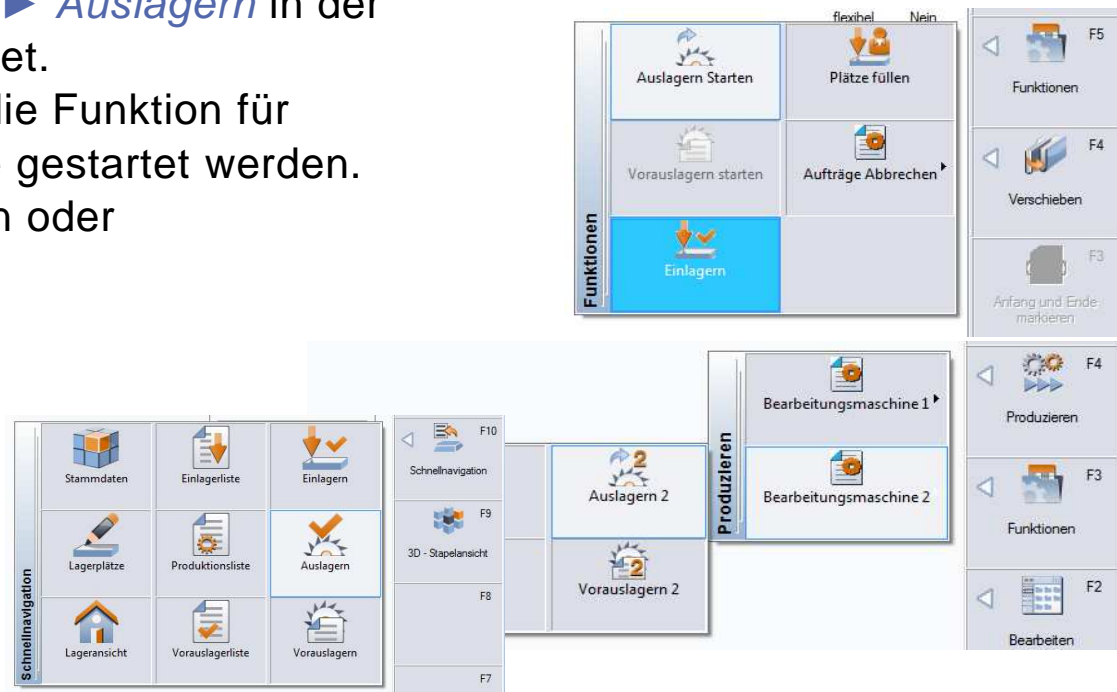 ► Auslagern in der
et.
die Funktion für
gestartet werden.
n oder
flexibel Nein
Auslagern Starten
Plätze füllen
Vorauslagern starten
Aufträge Abbrechen
Einlagern
Funktionen
F5
Funktionen
F4
Verschieben
F3
Anfang und Ende
markieren
Stammdaten
Einlagerliste
Einlagern
Lagerplätze
Produktionsliste
Auslagern
Lageransicht
Vorauslagerliste
Vorauslagern
Schnellnavigation
F10
Schnellnavigation
F9
3D - Stapelansicht
F8
F7
2
Auslagern 2
2
Vorauslagern 2
Produzieren
Bearbeitungsmaschine 1
Bearbeitungsmaschine 2
F4
Produzieren
F3
Funktionen
F2
Bearbeiten